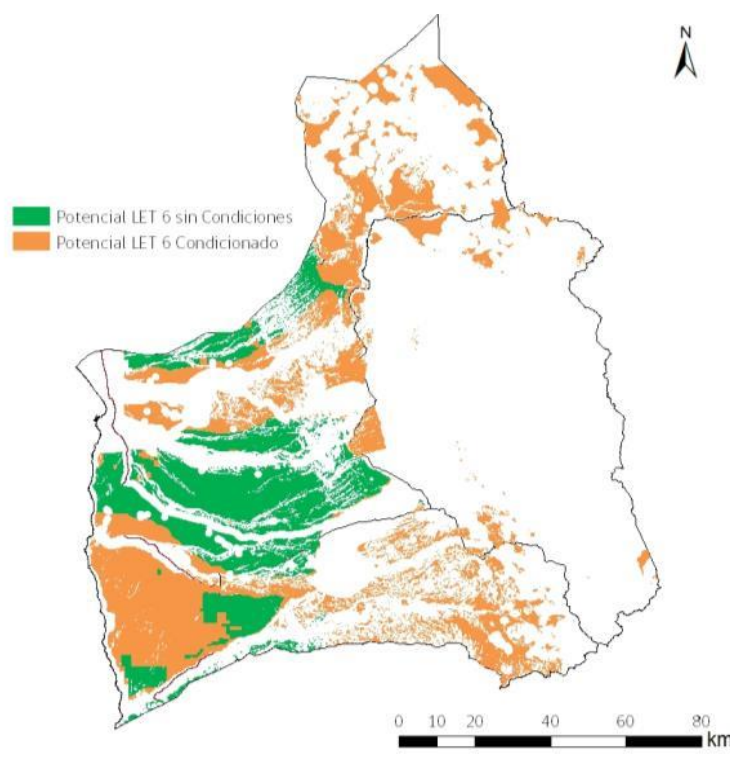 N
Potencial LET 6 sin Condiciones
Potencial LET 6 Condicionado
0 10 20 40 60 80
km